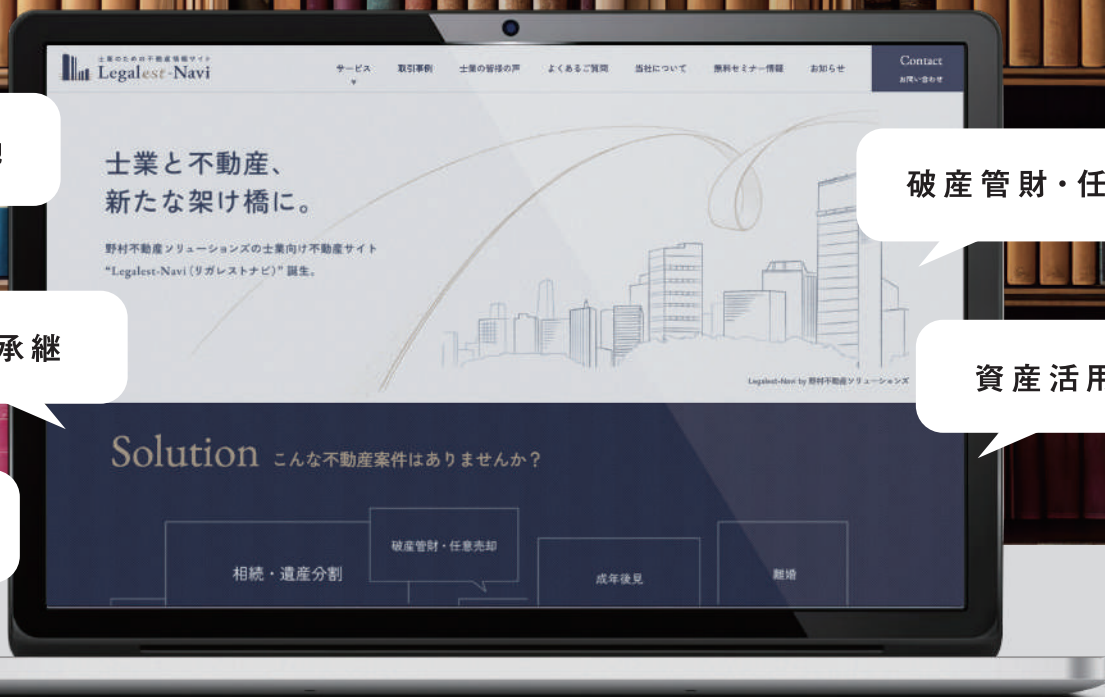 士業のための不動産情報サイト
Legalest-Navi
サービス
取引事例
士業の皆様の声
よくあるご質問
当社について
無料セミナー情報
お知らせ
Contact
お問い合わせ
士業と不動産、
新たな架け橋に。
野村不動産ソリューションズの士業向け不動産サイト
“Legalest-Navi（リガレストナビ）” 誕生。
破産管財・任
承継
資産活用
Legalest-Navi by 野村不動産ソリューションズ
Solution こんな不動産案件はありませんか？
破産管財・任意売却
相続・遺産分割
成年後見
離婚